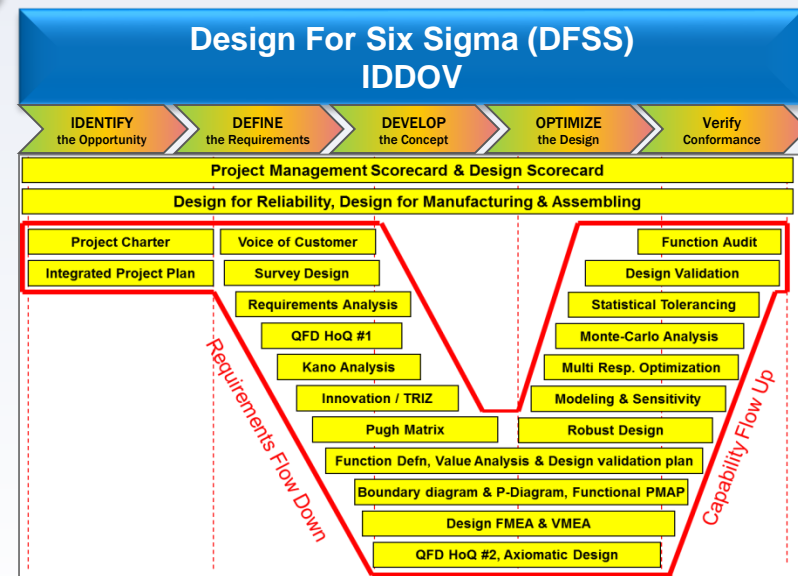 Design For Six Sigma (DFSS)
IDDOV
IDENTIFY
the Opportunity
DEFINE
the Requirements
DEVELOP
the Concept
OPTIMIZE
the Design
Verify
Conformance
Project Management Scorecard & Design Scorecard
Design for Reliability, Design for Manufacturing & Assembling
Project Charter
Voice of Customer
Function Audit
Integrated Project Plan
Survey Design
Design Validation
Requirements Analysis
Statistical Tolerancing
QFD HoQ #1
Monte-Carlo Analysis
Kano Analysis
Multi Resp. Optimization
Innovation / TRIZ
Modeling & Sensitivity
Pugh Matrix
Robust Design
Function Defn, Value Analysis & Design validation plan
Boundary diagram & P-Diagram, Functional PMAP
Design FMEA & VMEA
QFD HoQ #2, Axiomatic Design
Requirements Flow Down
Capability Flow Up